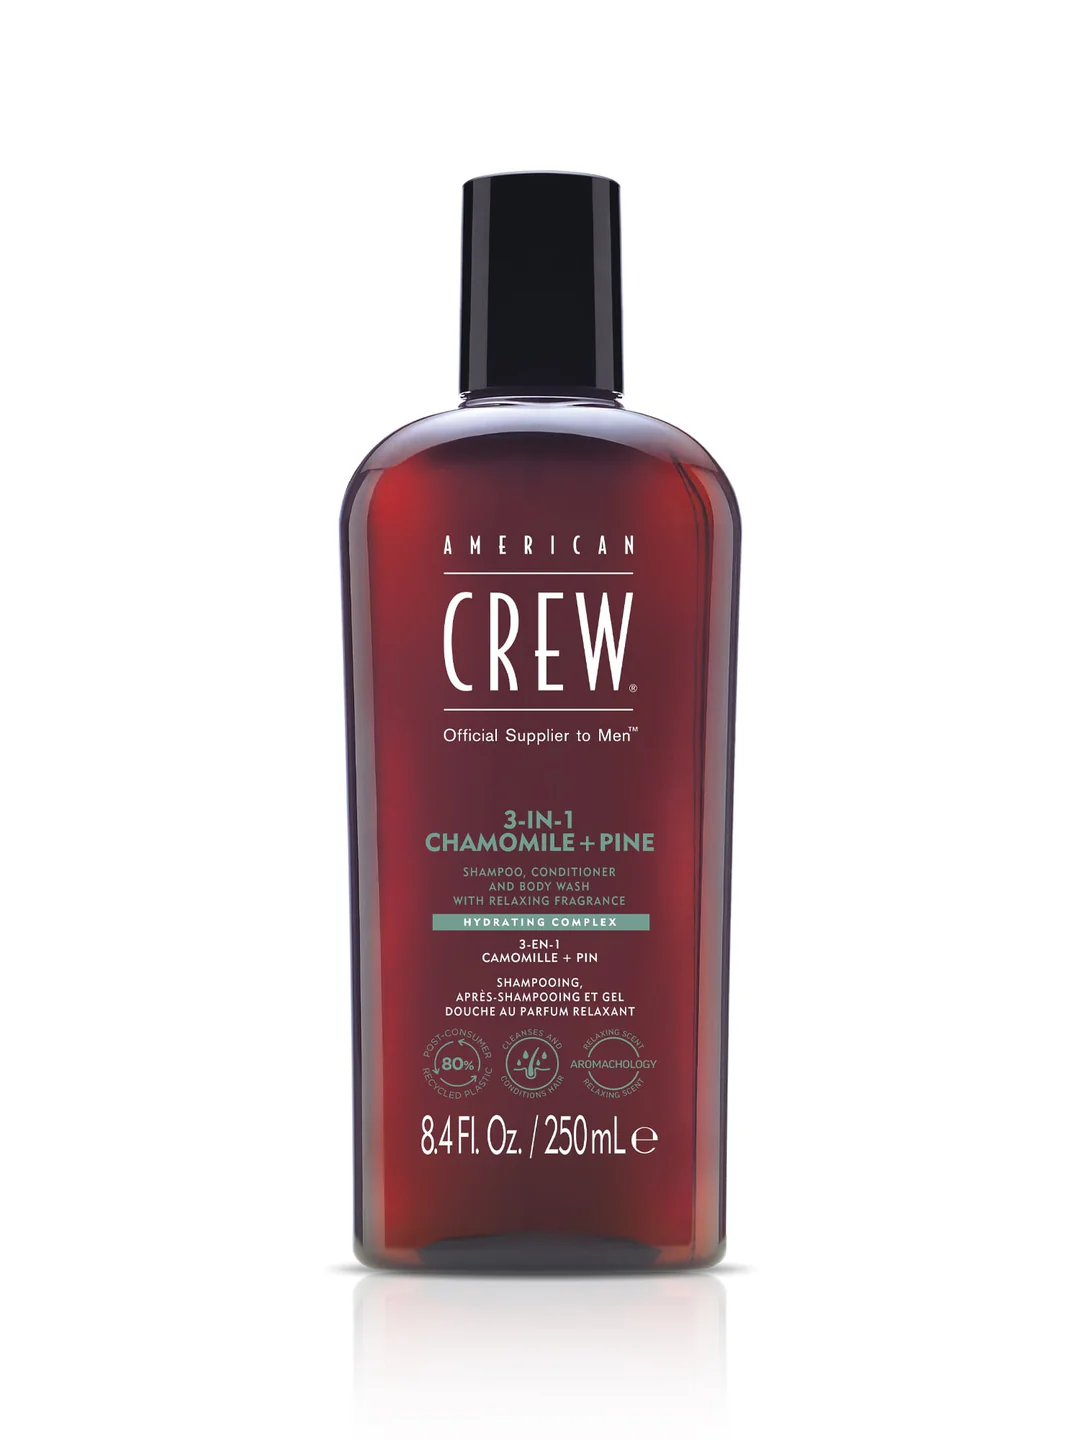 AMERICAN
CREW®
Official Supplier to Men™
3-IN-1
CHAMOMILE + PINE
SHAMPOO, CONDITIONER
AND BODY WASH
WITH RELAXING FRAGRANCE
HYDRATING COMPLEX
3-EN-1
CAMOMILLE + PIN
SHAMPOOING,
APRÈS-SHAMPOOING ET GEL
DOUCHE AU PARFUM RELAXANT
POST-CONSUMER
80%
RECYCLED PLASTIC
CLEANSES AND
CONDITIONS HAIR
RELAXING SCENT
AROMACHOLOGY
RELAXING SCENT
8.4 Fl. Oz. / 250 mL ℮